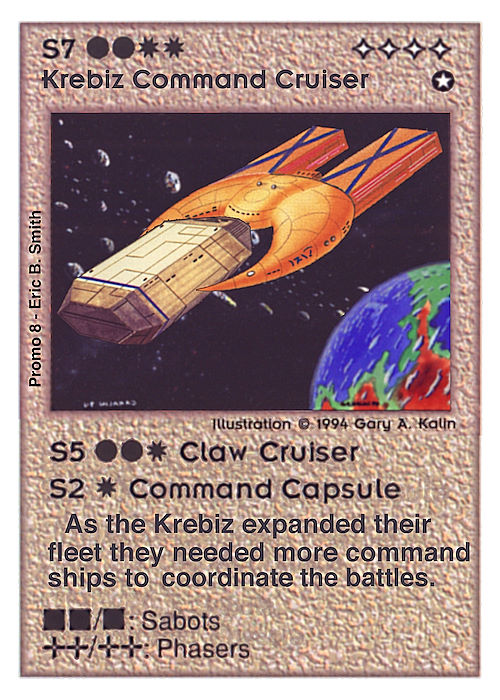 S7 ●●✷✷ ✧✧✧✧
Krebiz Command Cruiser ✪
Promo 8 - Eric B. Smith
1217
Illustration © 1994 Gary A. Kalin
S5 ●●✷ Claw Cruiser
S2 ✷ Command Capsule
As the Krebiz expanded their
fleet they needed more command
ships to coordinate the battles.
■■/■: Sabots
✢✢/✢✢: Phasers